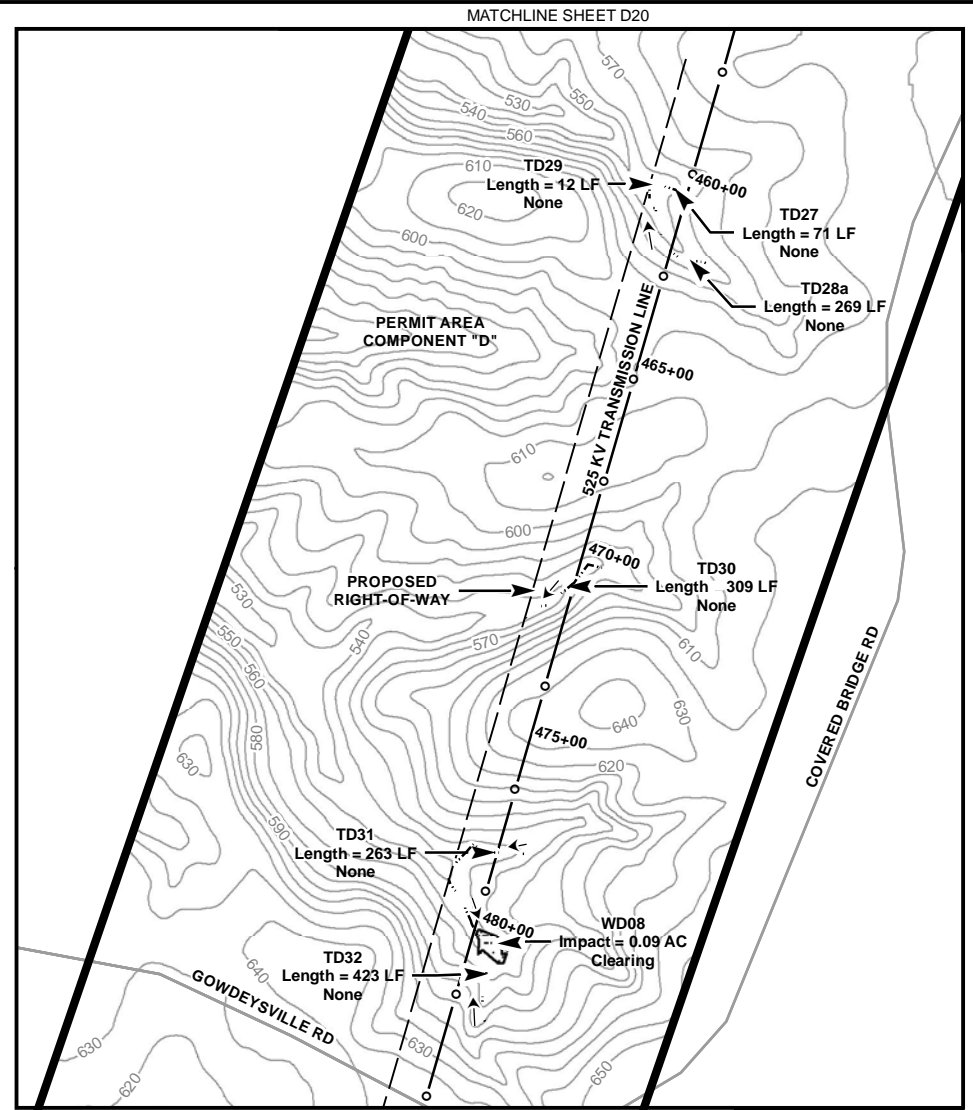 MATCHLINE SHEET D20
570
550
530
540
560
TD29
Length = 12 LF
None
610
620
460+00
TD27
Length = 71 LF
None
600
TD28a
Length = 269 LF
None
PERMIT AREA
COMPONENT "D"
525 KV TRANSMISSION LINE
465+00
610
600
470+00
TD30
Length 309 LF
None
PROPOSED
RIGHT-OF-WAY
530
550
540
560
570
610
580
630
640
630
475+00
620
COVERED BRIDGE RD
590
TD31
Length = 263 LF
None
480+00
WD08
Impact = 0.09 AC
Clearing
TD32
Length = 423 LF
None
640
GOWDEYSVILLE RD
630
630
620
650